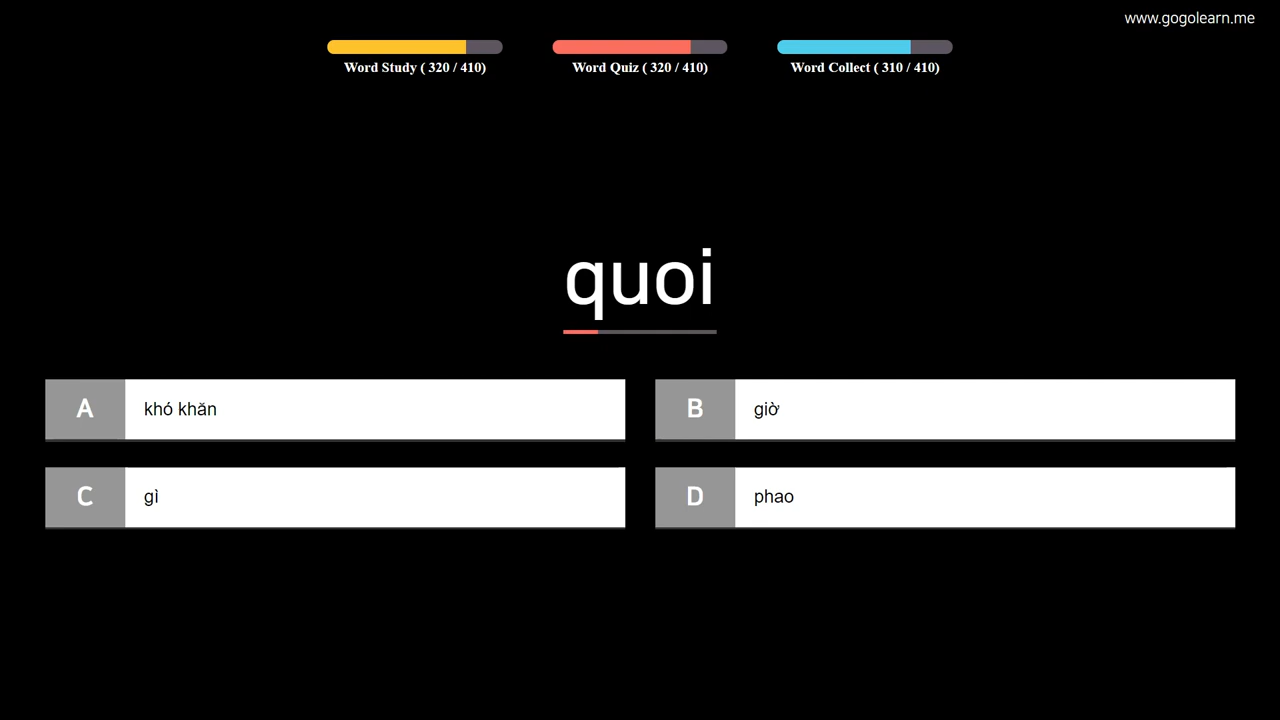 www.gogolearn.me
Word Study ( 320 / 410)
Word Quiz ( 320 / 410)
Word Collect ( 310 / 410)
quoi
A khó khăn
B giờ
C gì
D phao